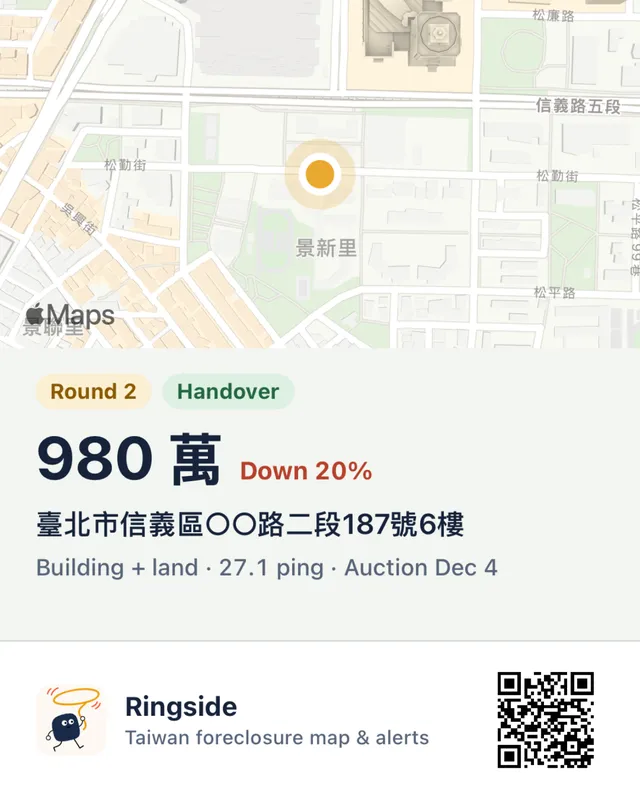 松廉路
信義路五段
松勤街
松勤街
吳興街
景新里
松平路
景聯里
Maps
Round 2
Handover
980 萬 Down 20%
臺北市信義區〇〇路二段187號6樓
Building + land · 27.1 ping · Auction Dec 4
Ringside
Taiwan foreclosure map & alerts